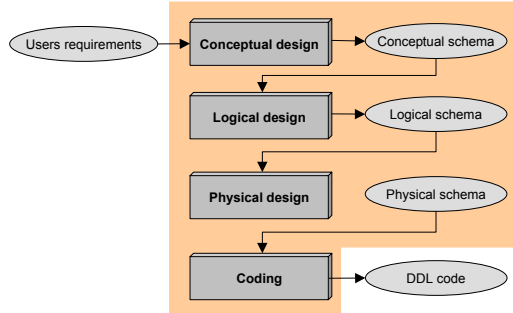 Users requirements
Conceptual design
Conceptual schema
Logical design
Logical schema
Physical design
Physical schema
Coding
DDL code